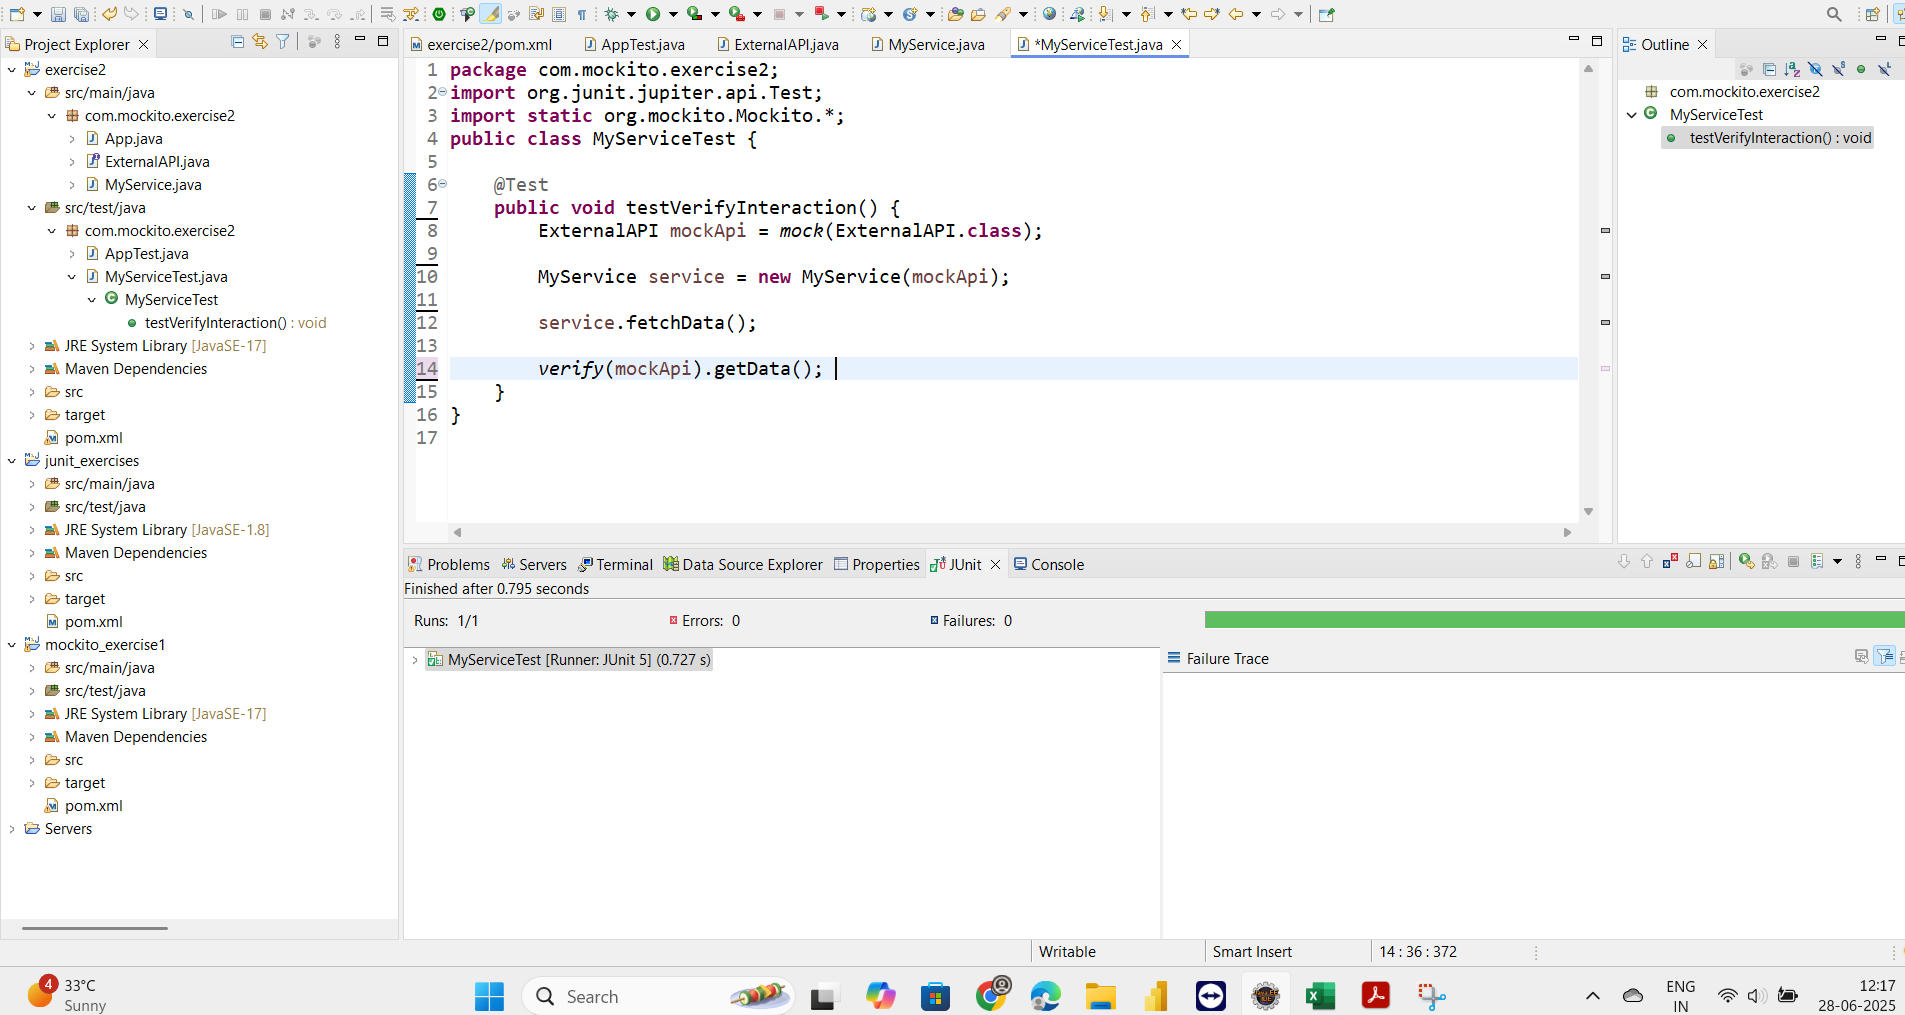 Project Explorer
exercise2
src/main/java
com.mockito.exercise2
App.java
ExternalAPI.java
MyService.java
src/test/java
com.mockito.exercise2
AppTest.java
MyServiceTest.java
MyServiceTest
testVerifyInteraction() : void
JRE System Library [JavaSE-17]
Maven Dependencies
src
target
pom.xml
junit_exercises
src/main/java
src/test/java
JRE System Library [JavaSE-1.8]
Maven Dependencies
src
target
pom.xml
mockito_exercise1
src/main/java
src/test/java
JRE System Library [JavaSE-17]
Maven Dependencies
src
target
pom.xml
Servers
exercise2/pom.xml AppTest.java ExternalAPI.java MyService.java *MyServiceTest.java
1 package com.mockito.exercise2;
2 import org.junit.jupiter.api.Test;
3 import static org.mockito.Mockito.*;
4 public class MyServiceTest {
5
6 @Test
7 public void testVerifyInteraction() {
8 ExternalAPI mockApi = mock(ExternalAPI.class);
9
10 MyService service = new MyService(mockApi);
11
12 service.fetchData();
13
14 verify(mockApi).getData();
15 }
16 }
17
Outline
com.mockito.exercise2
MyServiceTest
testVerifyInteraction() : void
Problems Servers Terminal Data Source Explorer Properties JUnit Console
Finished after 0.795 seconds
Runs: 1/1 Errors: 0 Failures: 0
MyServiceTest [Runner: JUnit 5] (0.727 s)
Failure Trace
Writable Smart Insert 14 : 36 : 372
4
33°C
Sunny
Search
ENG
IN
12:17
28-06-2025